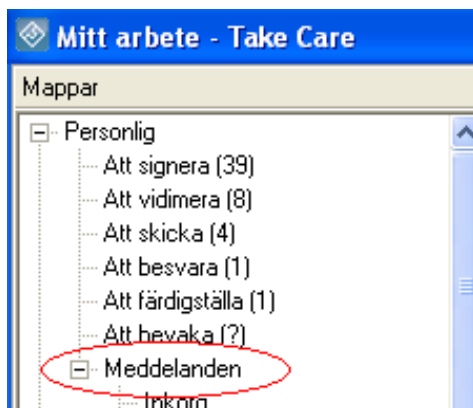 Mitt arbete - Take Care
Mappar
Personlig
Att signera (39)
Att vidimera (8)
Att skicka (4)
Att besvara (1)
Att färdigställa (1)
Att bevaka (?)
Meddelanden
Inkorg